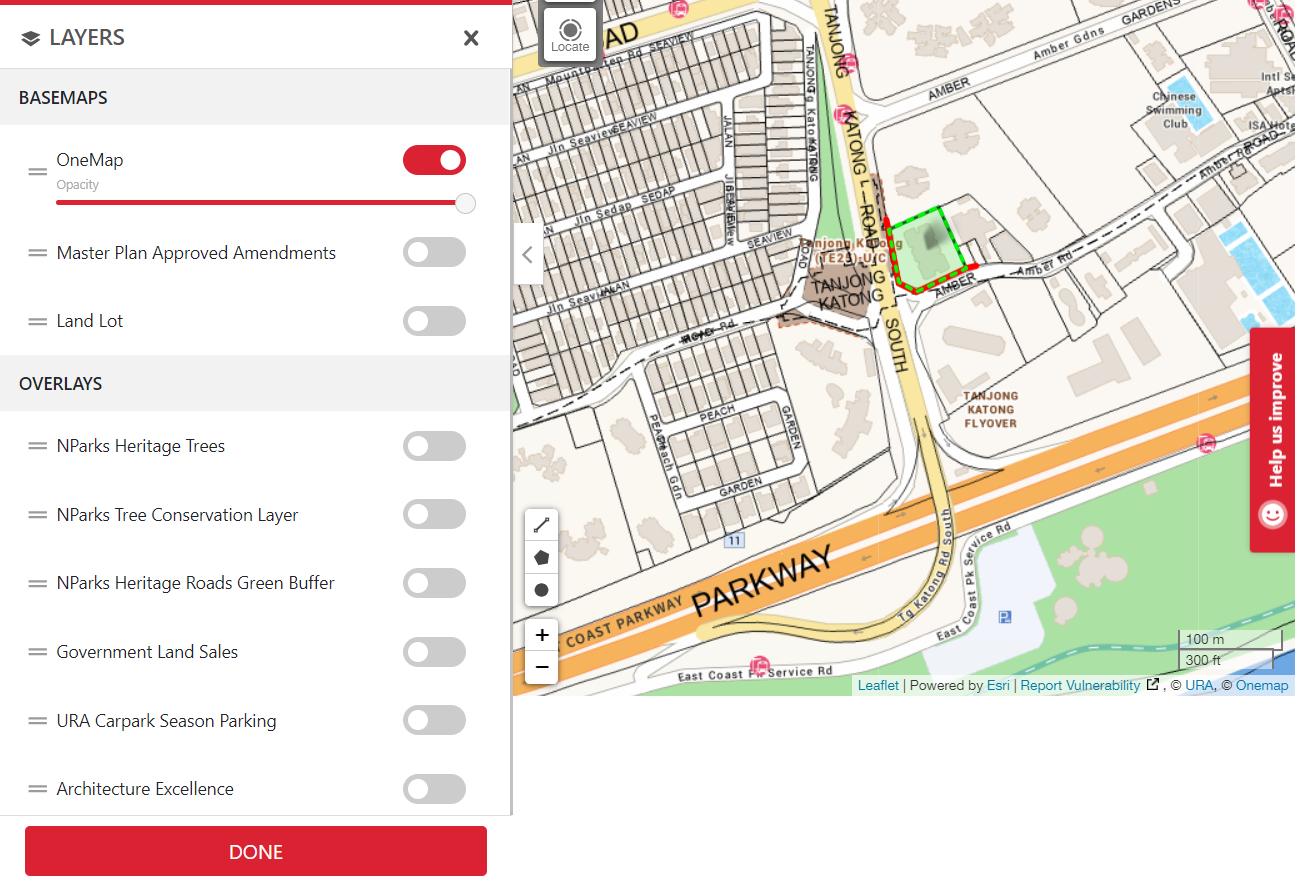 LAYERS
BASEMAPS
OneMap
Opacity
Master Plan Approved Amendments
Land Lot
OVERLAYS
NParks Heritage Trees
NParks Tree Conservation Layer
NParks Heritage Roads Green Buffer
Government Land Sales
URA Carpark Season Parking
Architecture Excellence
DONE
Locate
AD
SEAVIEW
Mountbatten Rd
TANJONG
GARDENS
Amber Gdns
AMBER
Chinese
Swimming
Club
Intl Se
Apts
ISA Hote
ROAD
Amber Rd
Jln Seaview
SEAVIEW
JALAN
TANJONG
Tg Katong
KATONG
KATONG
ROAD
Jln Sedap
SEDAP
SEAVIEW
ROAD
Tanjong Katong
(TE25) U/C
TANJONG
KATONG
AMBER
Amber Rd
Jln Seaview
JALAN
SOUTH
PEACH
PEACH
GARDEN
Peach Gdn
GARDEN
TANJONG
KATONG
FLYOVER
11
PARKWAY
COAST PARKWAY
Tg Katong Rd South
East Coast Pk Service Rd
East Coast Pk Service Rd
P
Help us improve
+
−
100 m
300 ft
Leaflet | Powered by Esri | Report Vulnerability , © URA, © Onemap